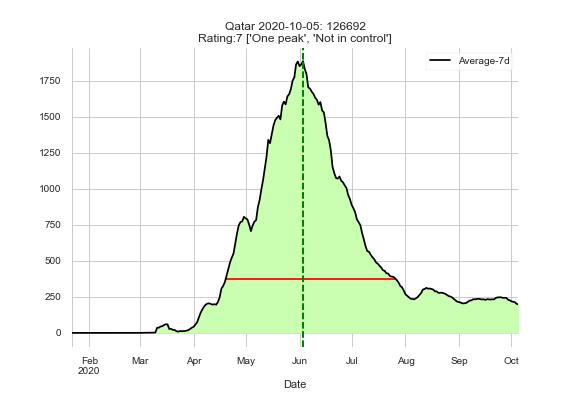 Qatar 2020-10-05: 126692
Rating:7 ['One peak', 'Not in control']
Average-7d
1750
1500
1250
1000
750
500
250
0
Feb Mar Apr May Jun Jul Aug Sep Oct
2020
Date